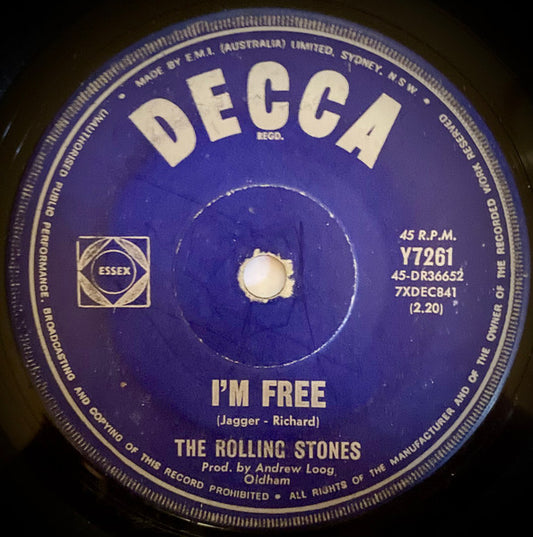 • MADE BY E.M.I. (AUSTRALIA) LIMITED, SYDNEY, N.S.W. •
DECCA
REGD.
45 R.P.M.
Y7261
45-DR36652
7XDEC841
(2.20)
ESSEX
I'M FREE
(Jagger - Richard)
THE ROLLING STONES
Prod. by Andrew Loog
Oldham
UNAUTHORISED PUBLIC PERFORMANCE, BROADCASTING AND COPYING OF THIS RECORD PROHIBITED • ALL RIGHTS OF THE MANUFACTURER AND OF THE OWNER OF THE RECORDED WORK RESERVED